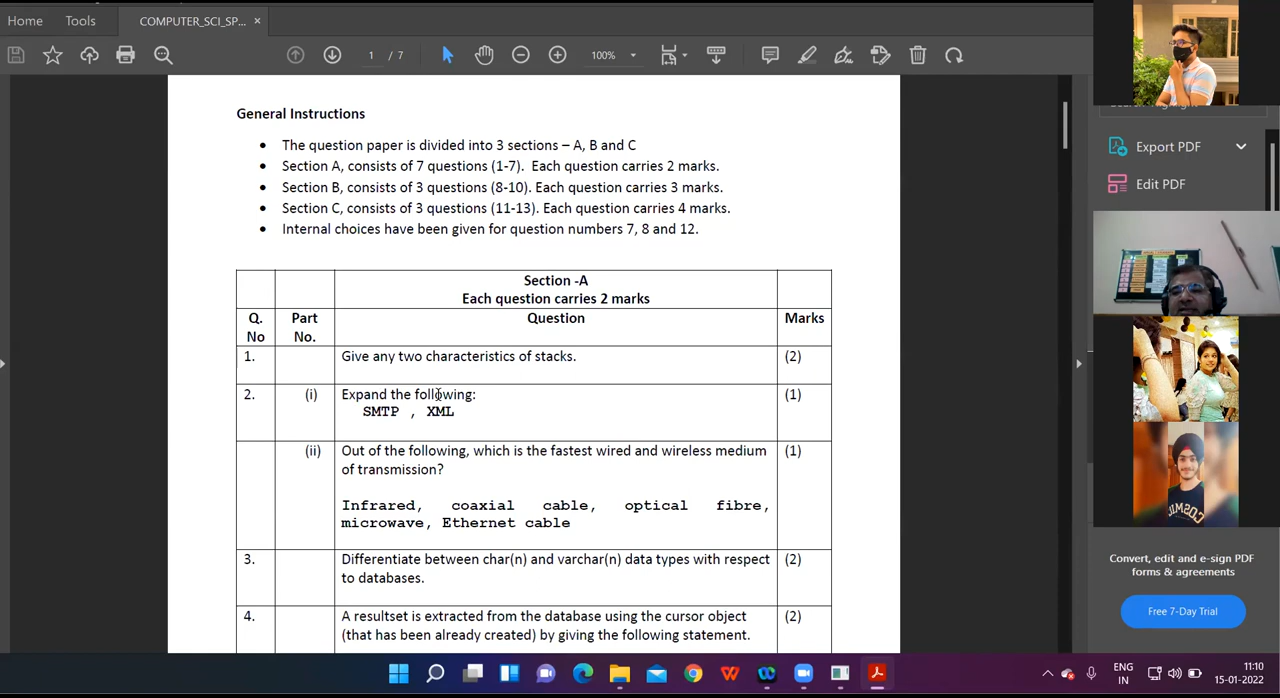 Home Tools COMPUTER_SCI_SP... ×
1 / 7 100%
General Instructions
• The question paper is divided into 3 sections – A, B and C
• Section A, consists of 7 questions (1-7). Each question carries 2 marks.
• Section B, consists of 3 questions (8-10). Each question carries 3 marks.
• Section C, consists of 3 questions (11-13). Each question carries 4 marks.
• Internal choices have been given for question numbers 7, 8 and 12.
Section -A
Each question carries 2 marks
Q. Part Question Marks
No No.
1. Give any two characteristics of stacks. (2)
2. (i) Expand the following: (1)
SMTP , XML
(ii) Out of the following, which is the fastest wired and wireless medium (1)
of transmission?
Infrared, coaxial cable, optical fibre,
microwave, Ethernet cable
3. Differentiate between char(n) and varchar(n) data types with respect (2)
to databases.
4. A resultset is extracted from the database using the cursor object (2)
(that has been already created) by giving the following statement.
Export PDF
Edit PDF
Convert, edit and e-sign PDF
forms & agreements
Free 7-Day Trial
ENG 11:10
IN 15-01-2022